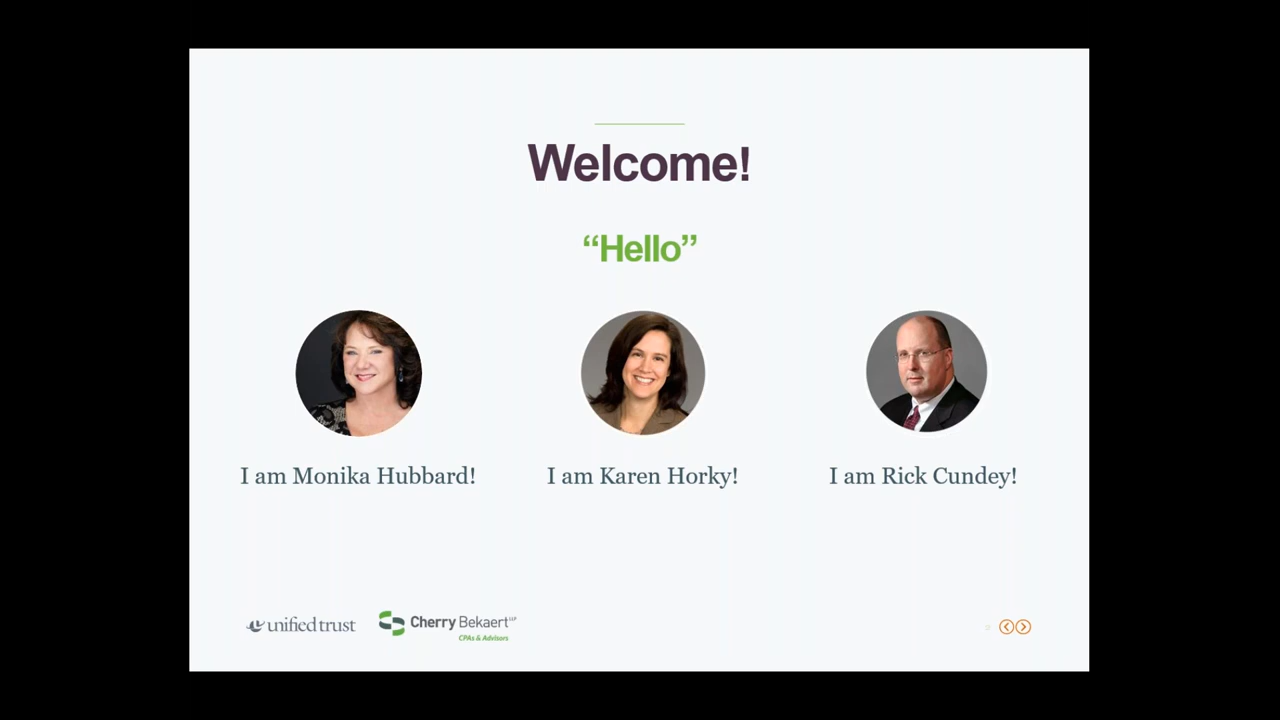 Welcome!
“Hello”
I am Monika Hubbard!
I am Karen Horky!
I am Rick Cundey!
unified trust
Cherry Bekaert LLP
CPAs & Advisors